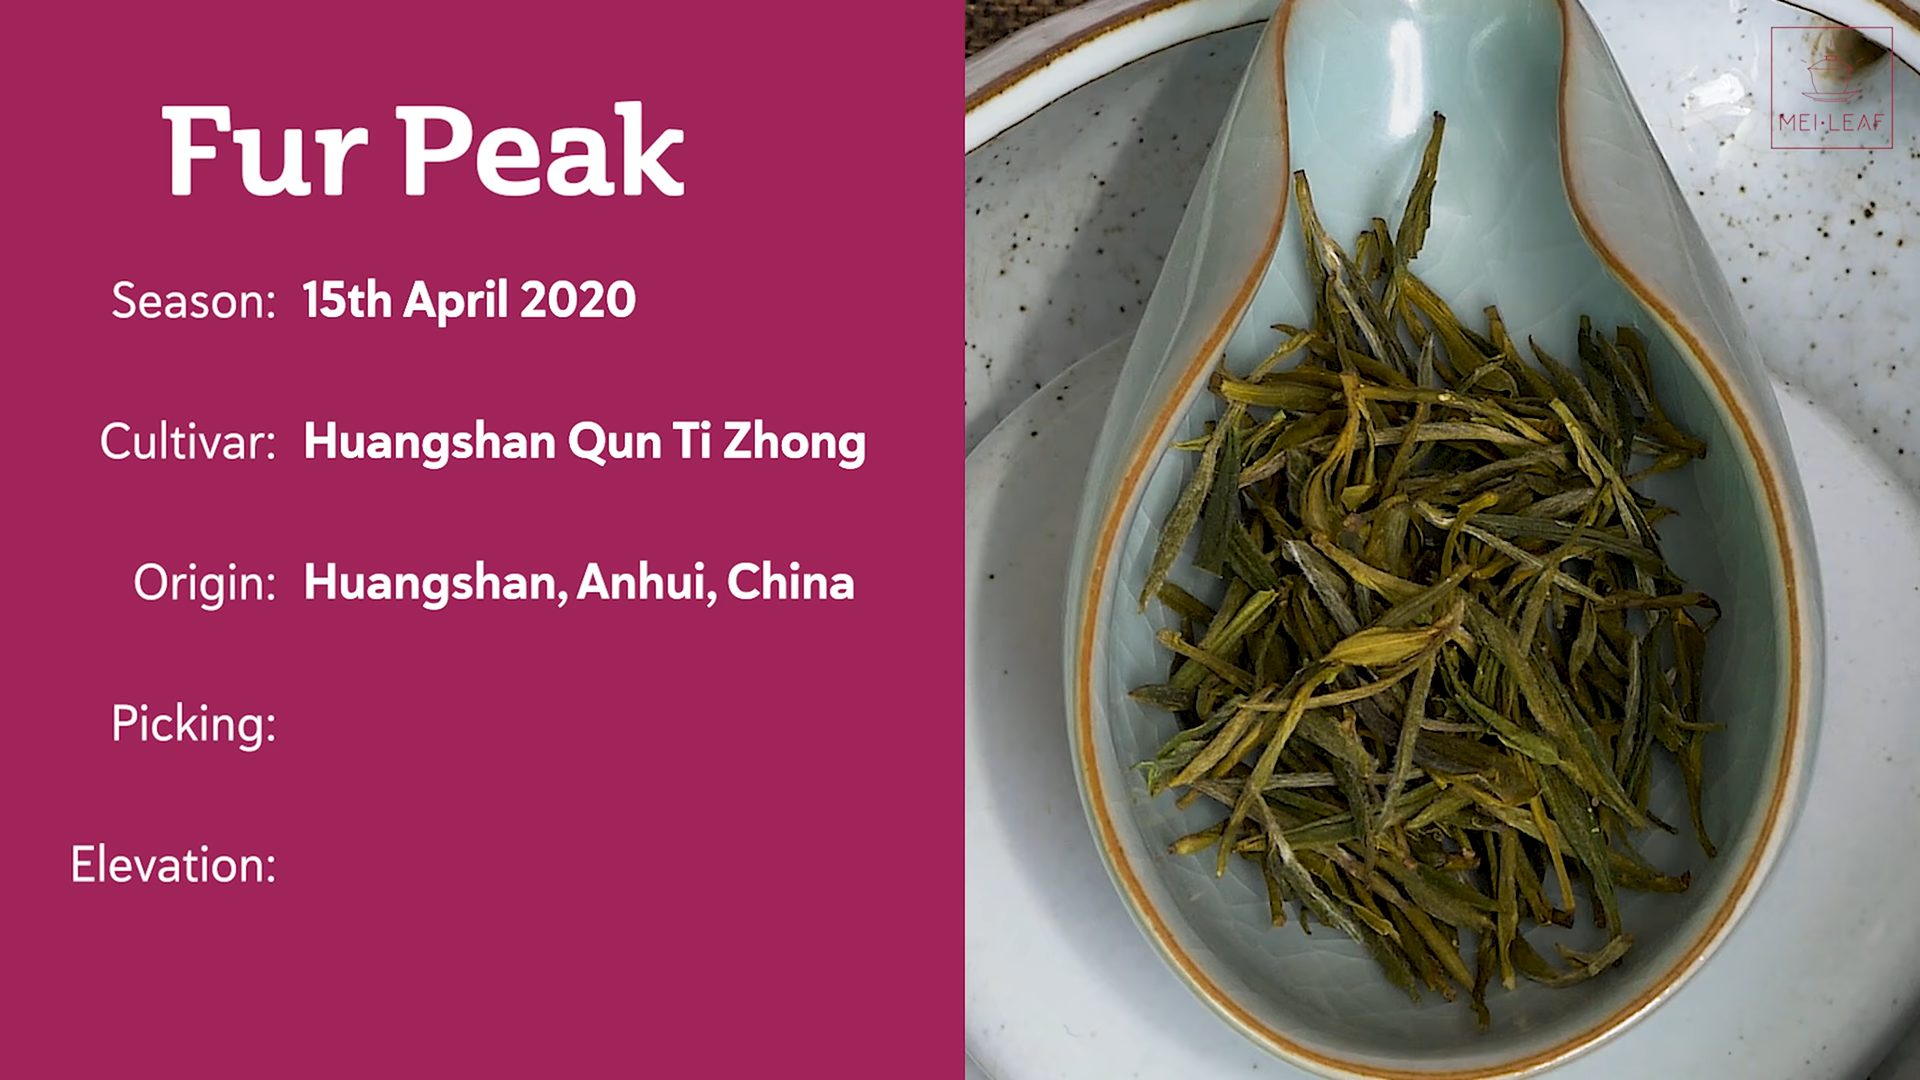 Fur Peak
Season: 15th April 2020
Cultivar: Huangshan Qun Ti Zhong
Origin: Huangshan, Anhui, China
Picking:
Elevation:
MEI·LEAF